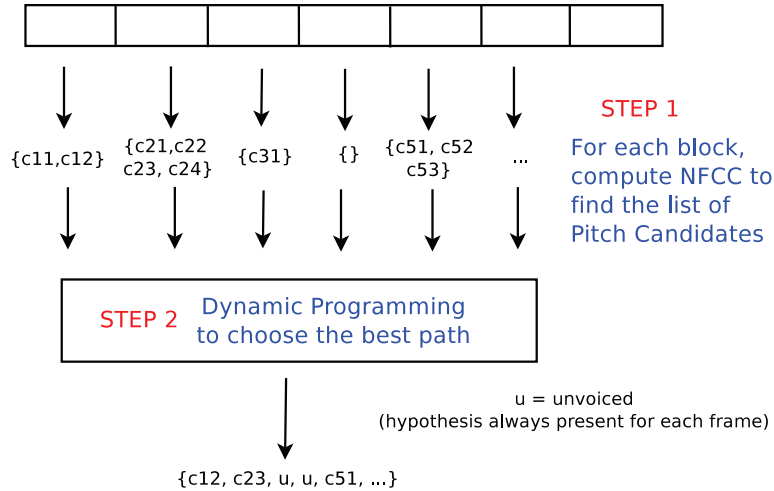 STEP 1
{c11,c12}
{c21,c22
c23, c24}
{c31}
{}
{c51, c52
c53}
...
For each block,
compute NFCC to
find the list of
Pitch Candidates
STEP 2
Dynamic Programming
to choose the best path
u = unvoiced
(hypothesis always present for each frame)
{c12, c23, u, u, c51, ...}